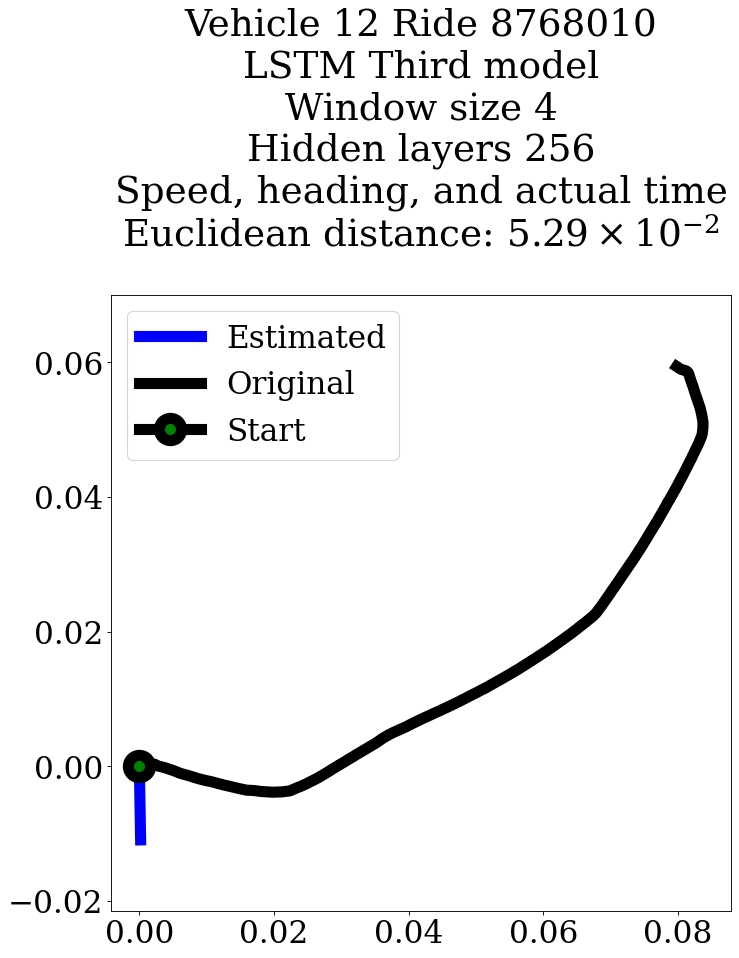 Vehicle 12 Ride 8768010
LSTM Third model
Window size 4
Hidden layers 256
Speed, heading, and actual time
Euclidean distance: 5.29 × 10⁻²
Estimated
Original
Start
0.06
0.04
0.02
0.00
−0.02
0.00 0.02 0.04 0.06 0.08